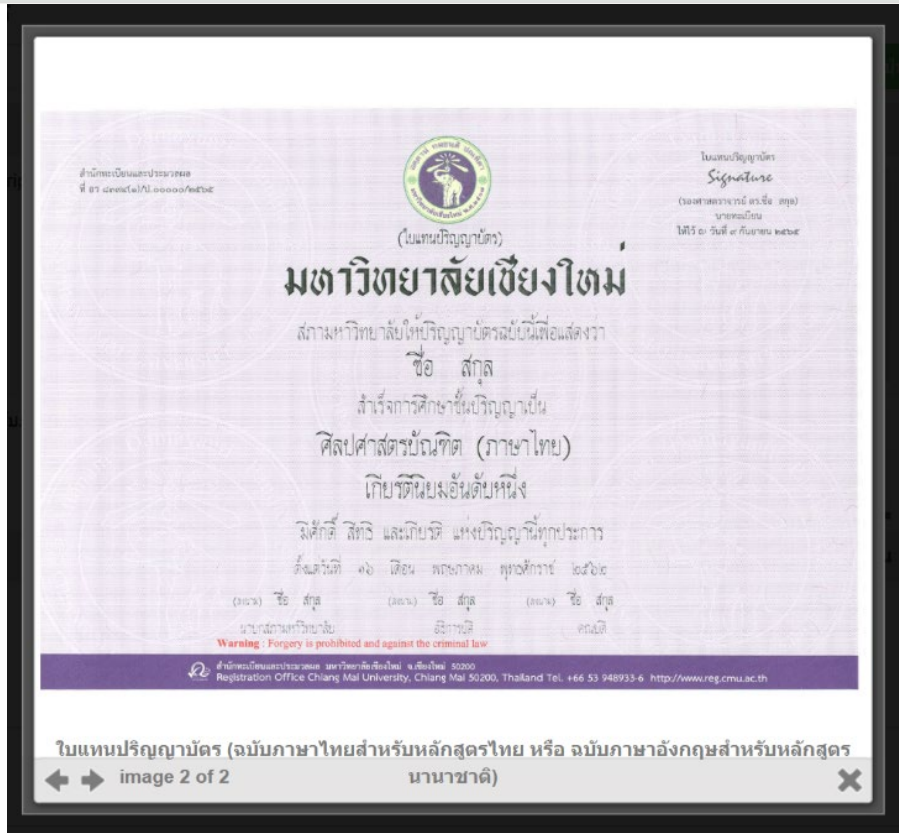 สำนักทะเบียนและประมวลผล
ใบแทนปริญญาบัตร
Signature
(รองศาสตราจารย์ ดร.ชื่อ สกุล)
นายทะเบียน
ให้ไว้ ณ วันที่ ๙ กันยายน ๒๕๖๕
(ใบแทนปริญญาบัตร)
มหาวิทยาลัยเชียงใหม่
สภามหาวิทยาลัยให้ปริญญาบัตรฉบับนี้เพื่อแสดงว่า
ชื่อ สกุล
สำเร็จการศึกษาชั้นปริญญาเป็น
ศิลปศาสตรบัณฑิต (ภาษาไทย)
เกียรตินิยมอันดับหนึ่ง
มีศักดิ์ สิทธิ และเกียรติ แห่งปริญญานี้ทุกประการ
ตั้งแต่วันที่ ๓๖ เดือน พฤษภาคม พุทธศักราช ๒๕๖๒
(ลงนาม) ชื่อ สกุล (ลงนาม) ชื่อ สกุล (ลงนาม) ชื่อ สกุล
นายกสภามหาวิทยาลัย อธิการบดี คณบดี
Warning : Forgery is prohibited and against the criminal law
สำนักทะเบียนและประมวลผล มหาวิทยาลัยเชียงใหม่ จ.เชียงใหม่ 50200
Registration Office Chiang Mai University, Chiang Mai 50200, Thailand Tel. +66 53 948933-6 http://www.reg.cmu.ac.th
ใบแทนปริญญาบัตร (ฉบับภาษาไทยสำหรับหลักสูตรไทย หรือ ฉบับภาษาอังกฤษสำหรับหลักสูตร
นานาชาติ)
image 2 of 2